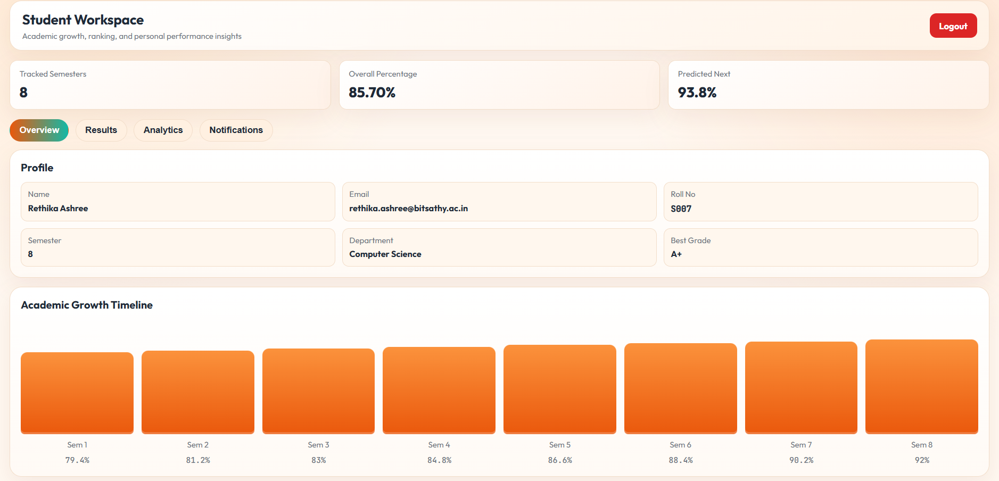 Student Workspace
Academic growth, ranking, and personal performance insights
Logout
Tracked Semesters
8
Overall Percentage
85.70%
Predicted Next
93.8%
Overview
Results
Analytics
Notifications
Profile
Name
Rethika Ashree
Email
rethika.ashree@bitsathy.ac.in
Roll No
S007
Semester
8
Department
Computer Science
Best Grade
A+
Academic Growth Timeline
Sem 1
79.4%
Sem 2
81.2%
Sem 3
83%
Sem 4
84.8%
Sem 5
86.6%
Sem 6
88.4%
Sem 7
90.2%
Sem 8
92%